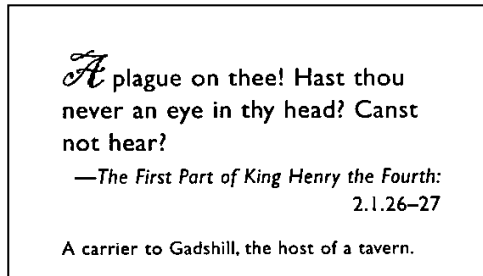 A plague on thee! Hast thou
never an eye in thy head? Canst
not hear?
—The First Part of King Henry the Fourth:
2.1.26–27
A carrier to Gadshill, the host of a tavern.